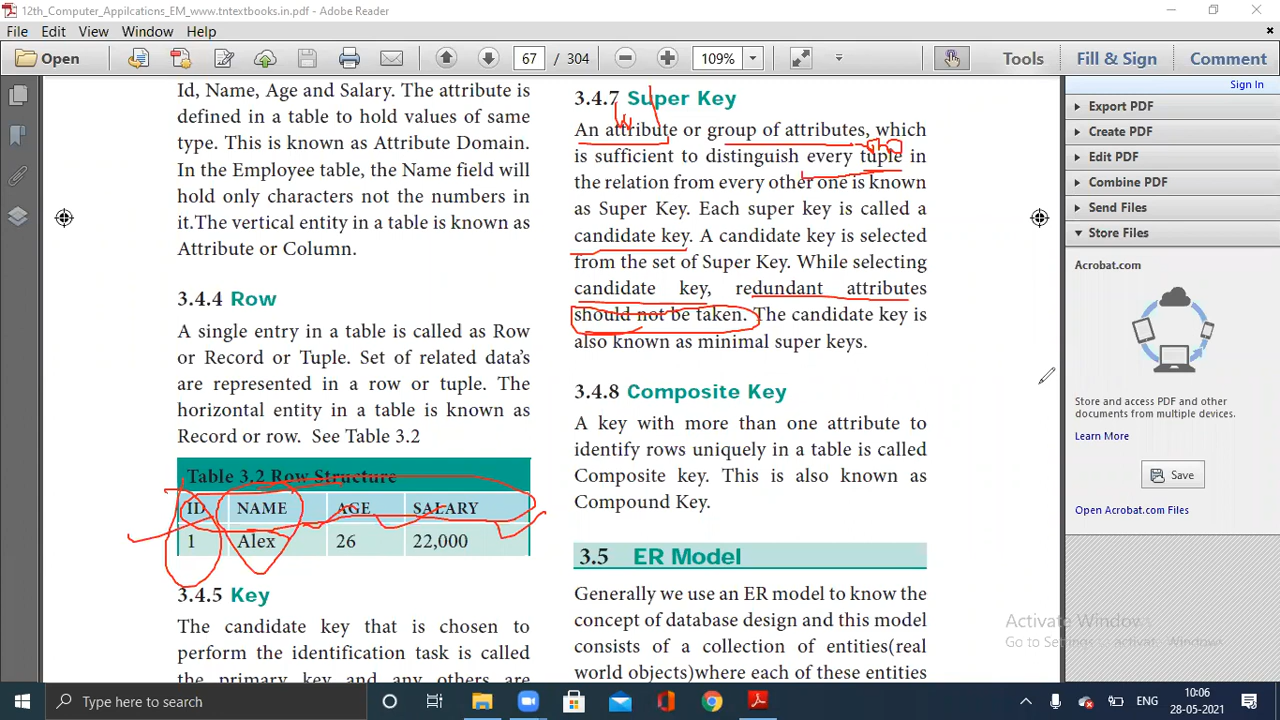 12th_Computer_Applications_EM_www.tntextbooks.in.pdf - Adobe Reader
File Edit View Window Help
Open 67 / 304 109% Tools Fill & Sign Comment
Sign In
Id, Name, Age and Salary. The attribute is
defined in a table to hold values of same
type. This is known as Attribute Domain.
In the Employee table, the Name field will
hold only characters not the numbers in
it.The vertical entity in a table is known as
Attribute or Column.
3.4.4 Row
A single entry in a table is called as Row
or Record or Tuple. Set of related data's
are represented in a row or tuple. The
horizontal entity in a table is known as
Record or row. See Table 3.2
Table 3.2 Row Structure
ID NAME AGE SALARY
1 Alex 26 22,000
3.4.5 Key
The candidate key that is chosen to
perform the identification task is called
the primary key and any others are
3.4.7 Super Key
An attribute or group of attributes, which
is sufficient to distinguish every tuple in
the relation from every other one is known
as Super Key. Each super key is called a
candidate key. A candidate key is selected
from the set of Super Key. While selecting
candidate key, redundant attributes
should not be taken. The candidate key is
also known as minimal super keys.
3.4.8 Composite Key
A key with more than one attribute to
identify rows uniquely in a table is called
Composite key. This is also known as
Compound Key.
3.5 ER Model
Generally we use an ER model to know the
concept of database design and this model
consists of a collection of entities(real
world objects)where each of these entities
Export PDF
Create PDF
Edit PDF
Combine PDF
Send Files
Store Files
Acrobat.com
Store and access PDF and other
documents from multiple devices.
Learn More
Save
Open Acrobat.com Files
Activate Windows
Go to Settings to activate Windows.
Type here to search
ENG
10:06
28-05-2021